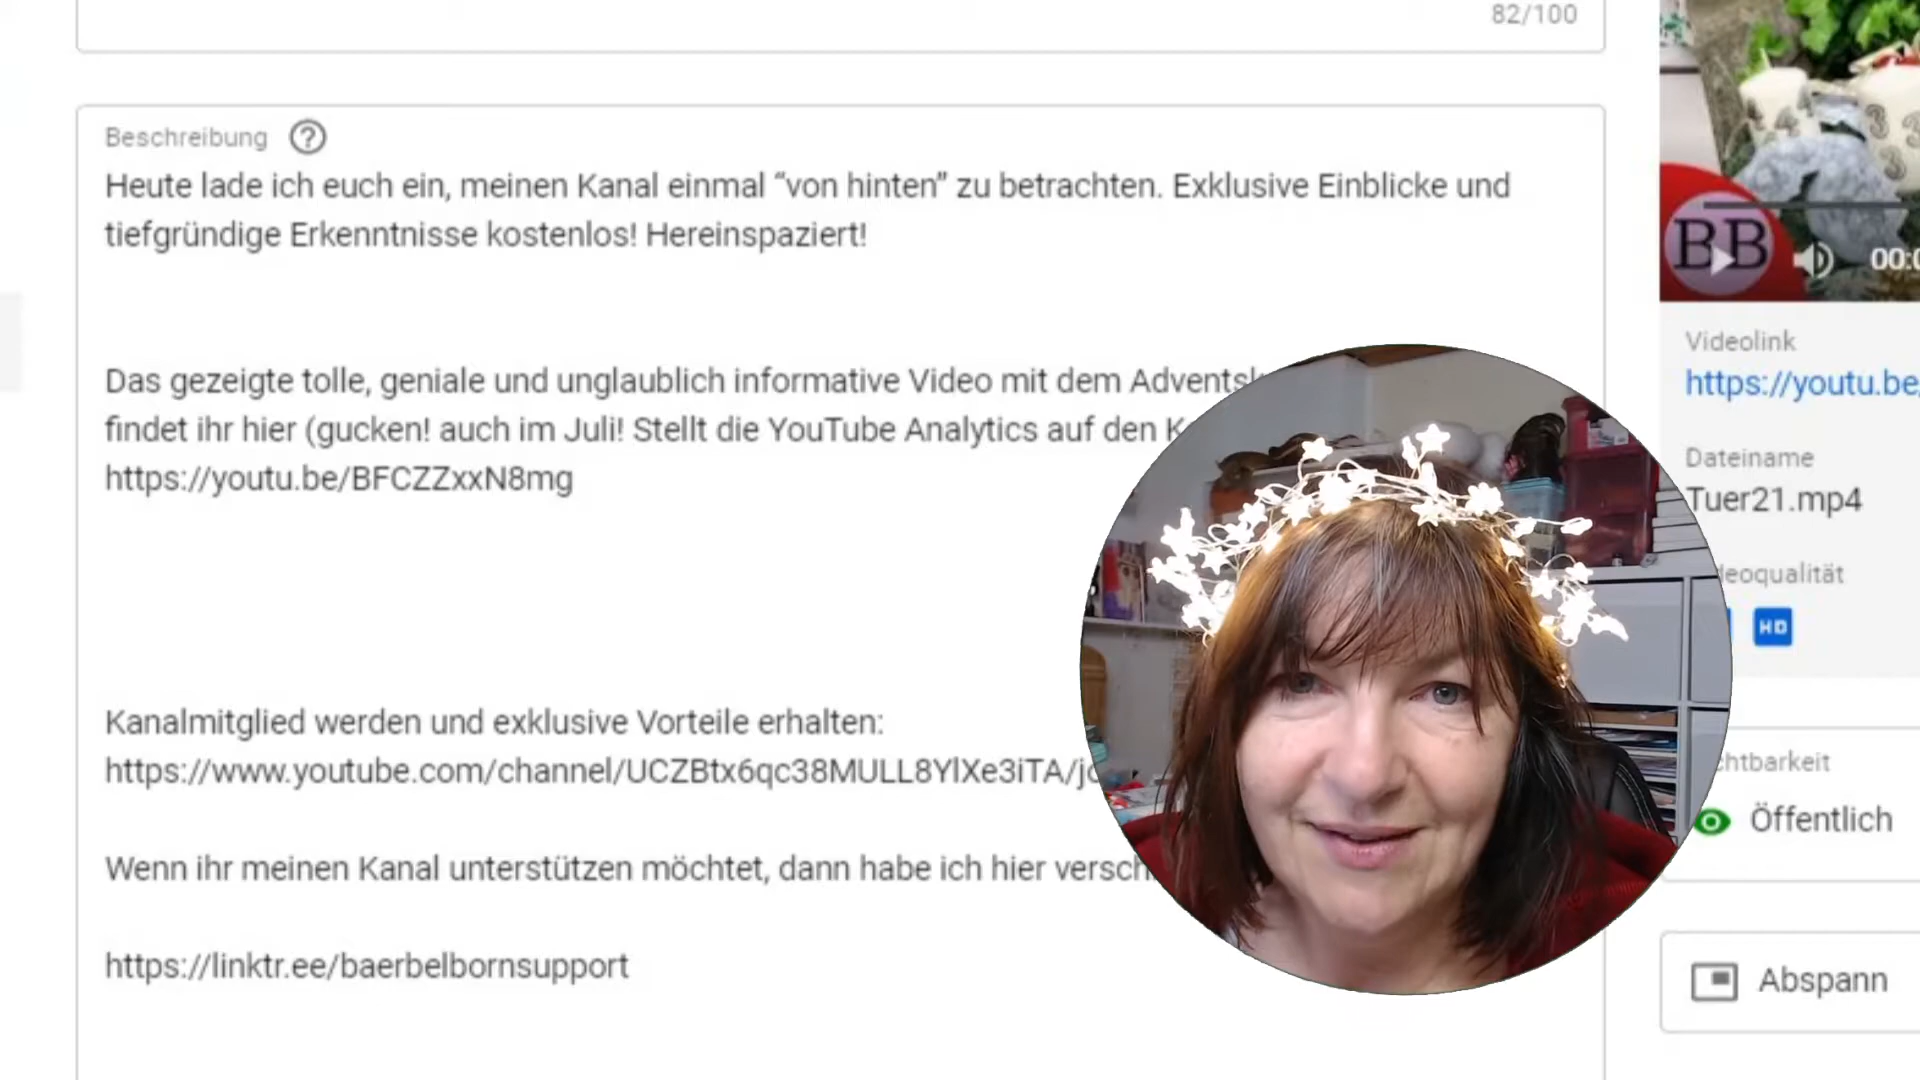 82/100
Beschreibung ?
Heute lade ich euch ein, meinen Kanal einmal “von hinten” zu betrachten. Exklusive Einblicke und
tiefgründige Erkenntnisse kostenlos! Hereinspaziert!
Das gezeigte tolle, geniale und unglaublich informative Video mit dem
findet ihr hier (gucken! auch im Juli! Stellt die YouTube Analytics auf den
https://youtu.be/BFCZZxxN8mg
Kanalmitglied werden und exklusive Vorteile erhalten:
https://www.youtube.com/channel/UCZBtx6qc38MULL8YlXe3iTA/
Wenn ihr meinen Kanal unterstützen möchtet, dann habe ich hier
https://linktr.ee/baerbelbornsupport
BB
00:0
Videolink
https://youtu.be
Dateiname
Tuer21.mp4
HD
Öffentlich
Abspann